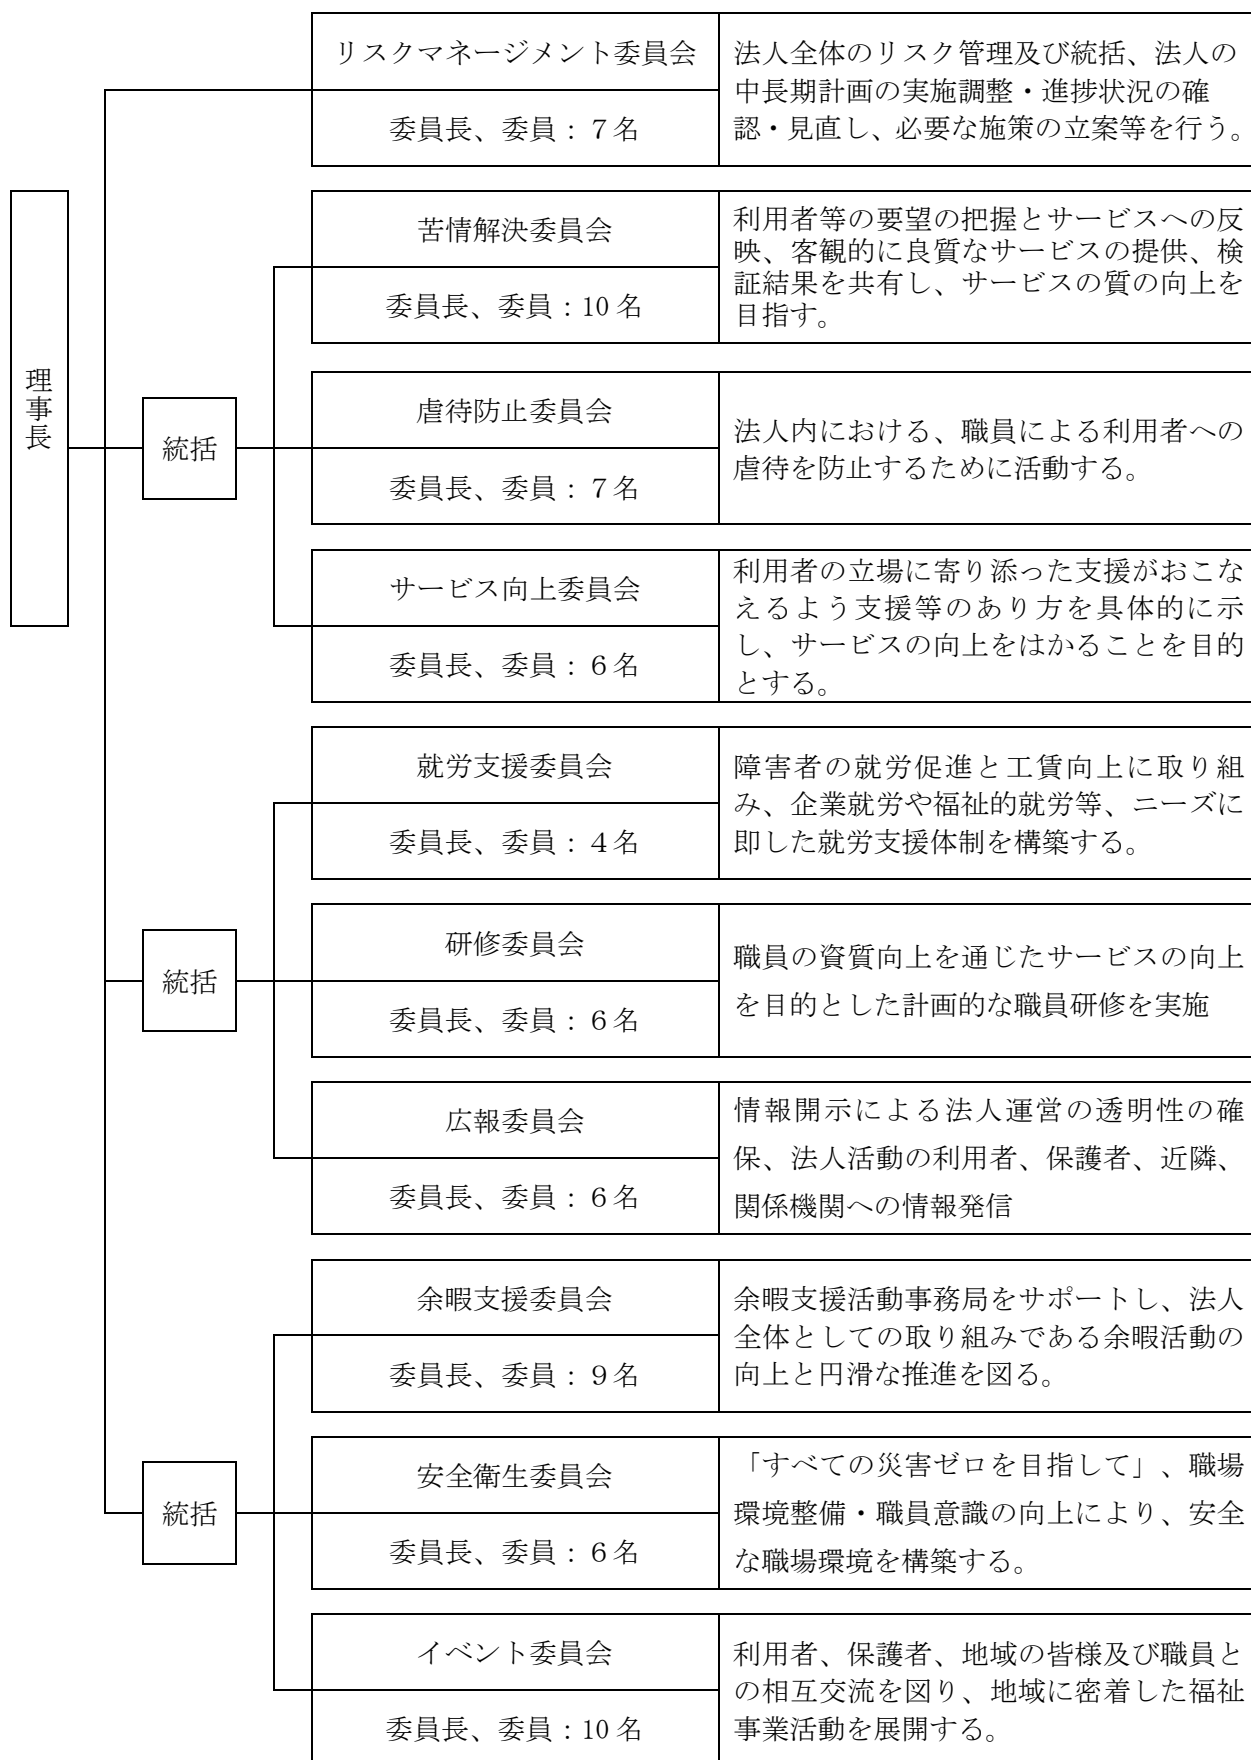 リスクマネージメント委員会
委員長、委員：７名
法人全体のリスク管理及び統括、法人の
中長期計画の実施調整・進捗状況の確
認・見直し、必要な施策の立案等を行う。
理事長
統括
苦情解決委員会
委員長、委員：10 名
利用者等の要望の把握とサービスへの反
映、客観的に良質なサービスの提供、検
証結果を共有し、サービスの質の向上を
目指す。
虐待防止委員会
委員長、委員：７名
法人内における、職員による利用者への
虐待を防止するために活動する。
サービス向上委員会
委員長、委員：６名
利用者の立場に寄り添った支援がおこな
えるよう支援等のあり方を具体的に示
し、サービスの向上をはかることを目的
とする。
統括
就労支援委員会
委員長、委員：４名
障害者の就労促進と工賃向上に取り組
み、企業就労や福祉的就労等、ニーズに
即した就労支援体制を構築する。
研修委員会
委員長、委員：６名
職員の資質向上を通じたサービスの向上
を目的とした計画的な職員研修を実施
広報委員会
委員長、委員：６名
情報開示による法人運営の透明性の確
保、法人活動の利用者、保護者、近隣、
関係機関への情報発信
統括
余暇支援委員会
委員長、委員：９名
余暇支援活動事務局をサポートし、法人
全体としての取り組みである余暇活動の
向上と円滑な推進を図る。
安全衛生委員会
委員長、委員：６名
「すべての災害ゼロを目指して」、職場
環境整備・職員意識の向上により、安全
な職場環境を構築する。
イベント委員会
委員長、委員：10 名
利用者、保護者、地域の皆様及び職員と
の相互交流を図り、地域に密着した福祉
事業活動を展開する。